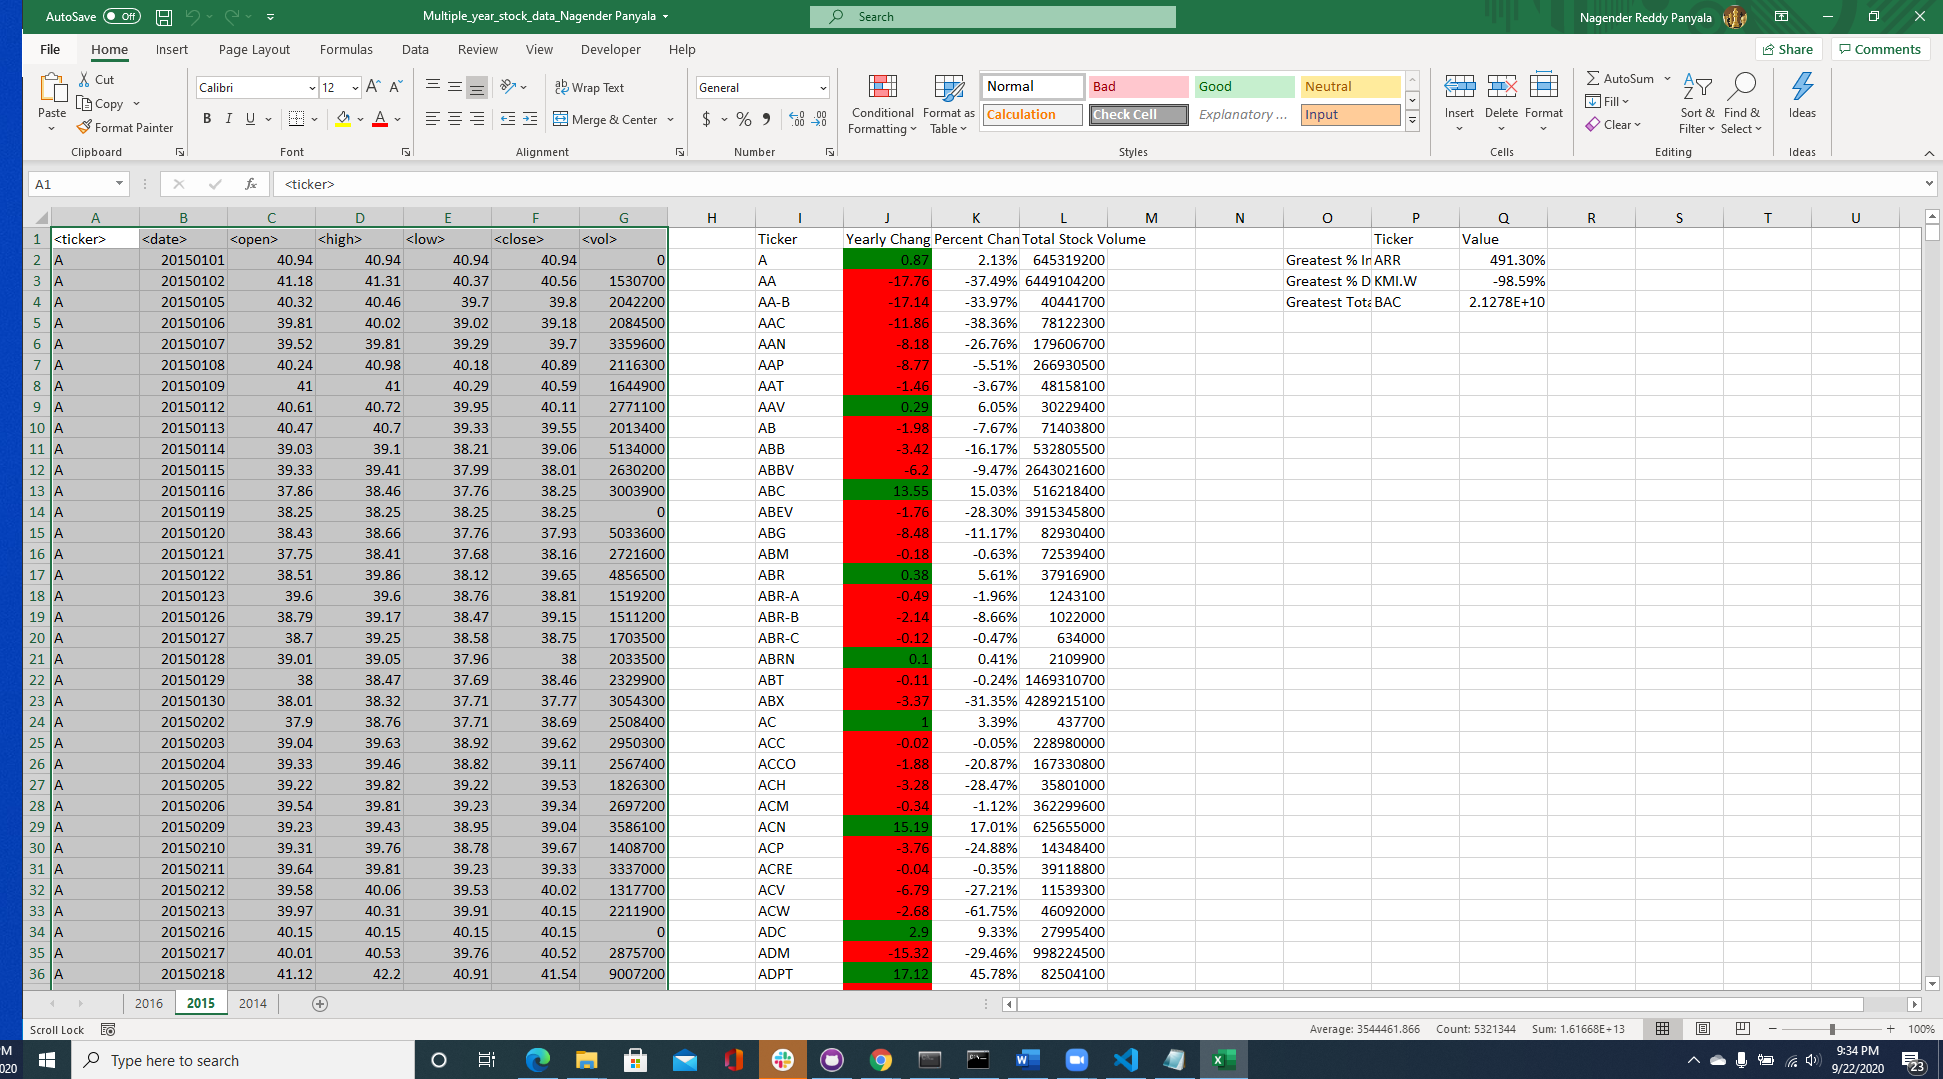 AutoSave Off Multiple_year_stock_data_Nagender Panyala Search Nagender Reddy Panyala
File Home Insert Page Layout Formulas Data Review View Developer Help Share Comments
Paste Cut Copy Format Painter Clipboard
Calibri 12 B I U Font
Wrap Text Merge & Center Alignment
General $ % Number
Conditional Formatting Format as Table Normal Bad Good Neutral
Calculation Check Cell Explanatory ... Input Styles
Insert Delete Format Cells
AutoSum Fill Clear Sort & Filter Find & Select Editing
Ideas Ideas
A1 fx <ticker>
A B C D E F G H I J K L M N O P Q R S T U
1 <ticker> <date> <open> <high> <low> <close> <vol> Ticker Yearly Chang Percent Chan Total Stock Volume Ticker Value
2 A 20150101 40.94 40.94 40.94 40.94 0 A 0.87 2.13% 645319200 Greatest % In ARR 491.30%
3 A 20150102 41.18 41.31 40.37 40.56 1530700 AA -17.76 -37.49% 6449104200 Greatest % D KMI.W -98.59%
4 A 20150105 40.32 40.46 39.7 39.8 2042200 AA-B -17.14 -33.97% 40441700 Greatest Tota BAC 2.1278E+10
5 A 20150106 39.81 40.02 39.02 39.18 2084500 AAC -11.86 -38.36% 78122300
6 A 20150107 39.52 39.81 39.29 39.7 3359600 AAN -8.18 -26.76% 179606700
7 A 20150108 40.24 40.98 40.18 40.89 2116300 AAP -8.77 -5.51% 266930500
8 A 20150109 41 41 40.29 40.59 1644900 AAT -1.46 -3.67% 48158100
9 A 20150112 40.61 40.72 39.95 40.11 2771100 AAV 0.29 6.05% 30229400
10 A 20150113 40.47 40.7 39.33 39.55 2013400 AB -1.98 -7.67% 71403800
11 A 20150114 39.03 39.1 38.21 39.06 5134000 ABB -3.42 -16.17% 532805500
12 A 20150115 39.33 39.41 37.99 38.01 2630200 ABBV -6.2 -9.47% 2643021600
13 A 20150116 37.86 38.46 37.76 38.25 3003900 ABC 13.55 15.03% 516218400
14 A 20150119 38.25 38.25 38.25 38.25 0 ABEV -1.76 -28.30% 3915345800
15 A 20150120 38.43 38.66 37.76 37.93 5033600 ABG -8.48 -11.17% 82930400
16 A 20150121 37.75 38.41 37.68 38.16 2721600 ABM -0.18 -0.63% 72539400
17 A 20150122 38.51 39.86 38.12 39.65 4856500 ABR 0.38 5.61% 37916900
18 A 20150123 39.6 39.6 38.76 38.81 1519200 ABR-A -0.49 -1.96% 1243100
19 A 20150126 38.79 39.17 38.47 39.15 1511200 ABR-B -2.14 -8.66% 1022000
20 A 20150127 38.7 39.25 38.58 38.75 1703500 ABR-C -0.12 -0.47% 634000
21 A 20150128 39.01 39.05 37.96 38 2033500 ABRN 0.1 0.41% 2109900
22 A 20150129 38 38.47 37.69 38.46 2329900 ABT -0.11 -0.24% 1469310700
23 A 20150130 38.01 38.32 37.71 37.77 3054300 ABX -3.37 -31.35% 4289215100
24 A 20150202 37.9 38.76 37.71 38.69 2508400 AC 1 3.39% 437700
25 A 20150203 39.04 39.63 38.92 39.62 2950300 ACC -0.02 -0.05% 228980000
26 A 20150204 39.33 39.46 38.82 39.11 2567400 ACCO -1.88 -20.87% 167330800
27 A 20150205 39.22 39.82 39.22 39.53 1826300 ACH -3.28 -28.47% 35801000
28 A 20150206 39.54 39.81 39.23 39.34 2697200 ACM -0.34 -1.12% 362299600
29 A 20150209 39.23 39.43 38.95 39.04 3586100 ACN 15.19 17.01% 625655000
30 A 20150210 39.31 39.76 38.78 39.67 1408700 ACP -3.76 -24.88% 14348400
31 A 20150211 39.64 39.81 39.23 39.33 3337000 ACRE -0.04 -0.35% 39118800
32 A 20150212 39.58 40.06 39.53 40.02 1317700 ACV -6.79 -27.21% 11539300
33 A 20150213 39.97 40.31 39.91 40.15 2211900 ACW -2.68 -61.75% 46092000
34 A 20150216 40.15 40.15 40.15 40.15 0 ADC 2.9 9.33% 27995400
35 A 20150217 40.01 40.53 39.76 40.52 2875700 ADM -15.32 -29.46% 998224500
36 A 20150218 41.12 42.2 40.91 41.54 9007200 ADPT 17.12 45.78% 82504100
2016 2015 2014
Scroll Lock Average: 3544461.866 Count: 5321344 Sum: 1.61668E+13 100%
Type here to search 9:34 PM
9/22/2020 23